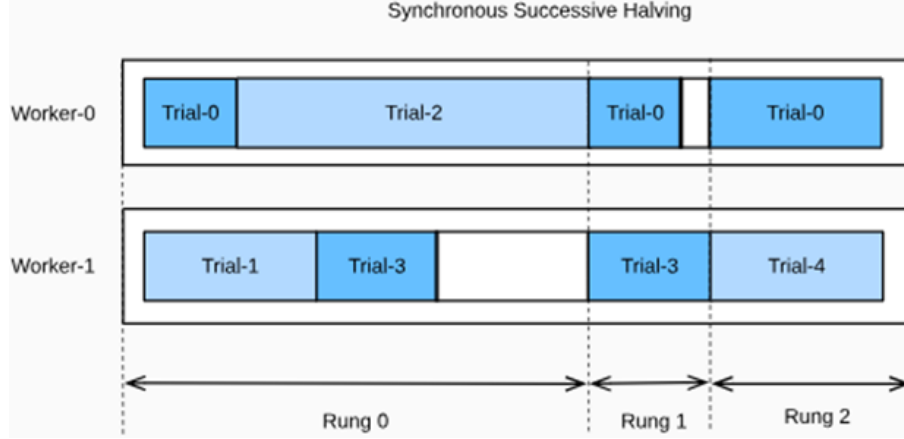 Synchronous Successive Halving
Worker-0
Trial-0
Trial-2
Trial-0
Trial-0
Worker-1
Trial-1
Trial-3
Trial-3
Trial-4
Rung 0
Rung 1
Rung 2